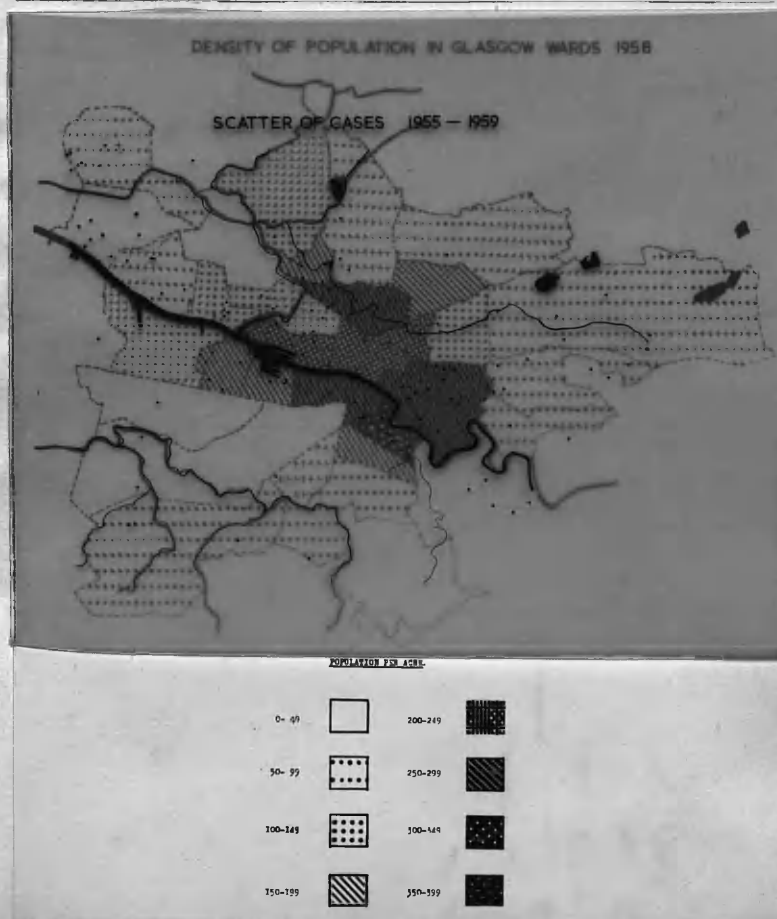 DENSITY OF POPULATION IN GLASGOW WARDS 1958
SCATTER OF CASES 1955 — 1959
POPULATION PER ACRE.
0- 49
50- 99
100-149
150-199
200-249
250-299
300-349
350-399